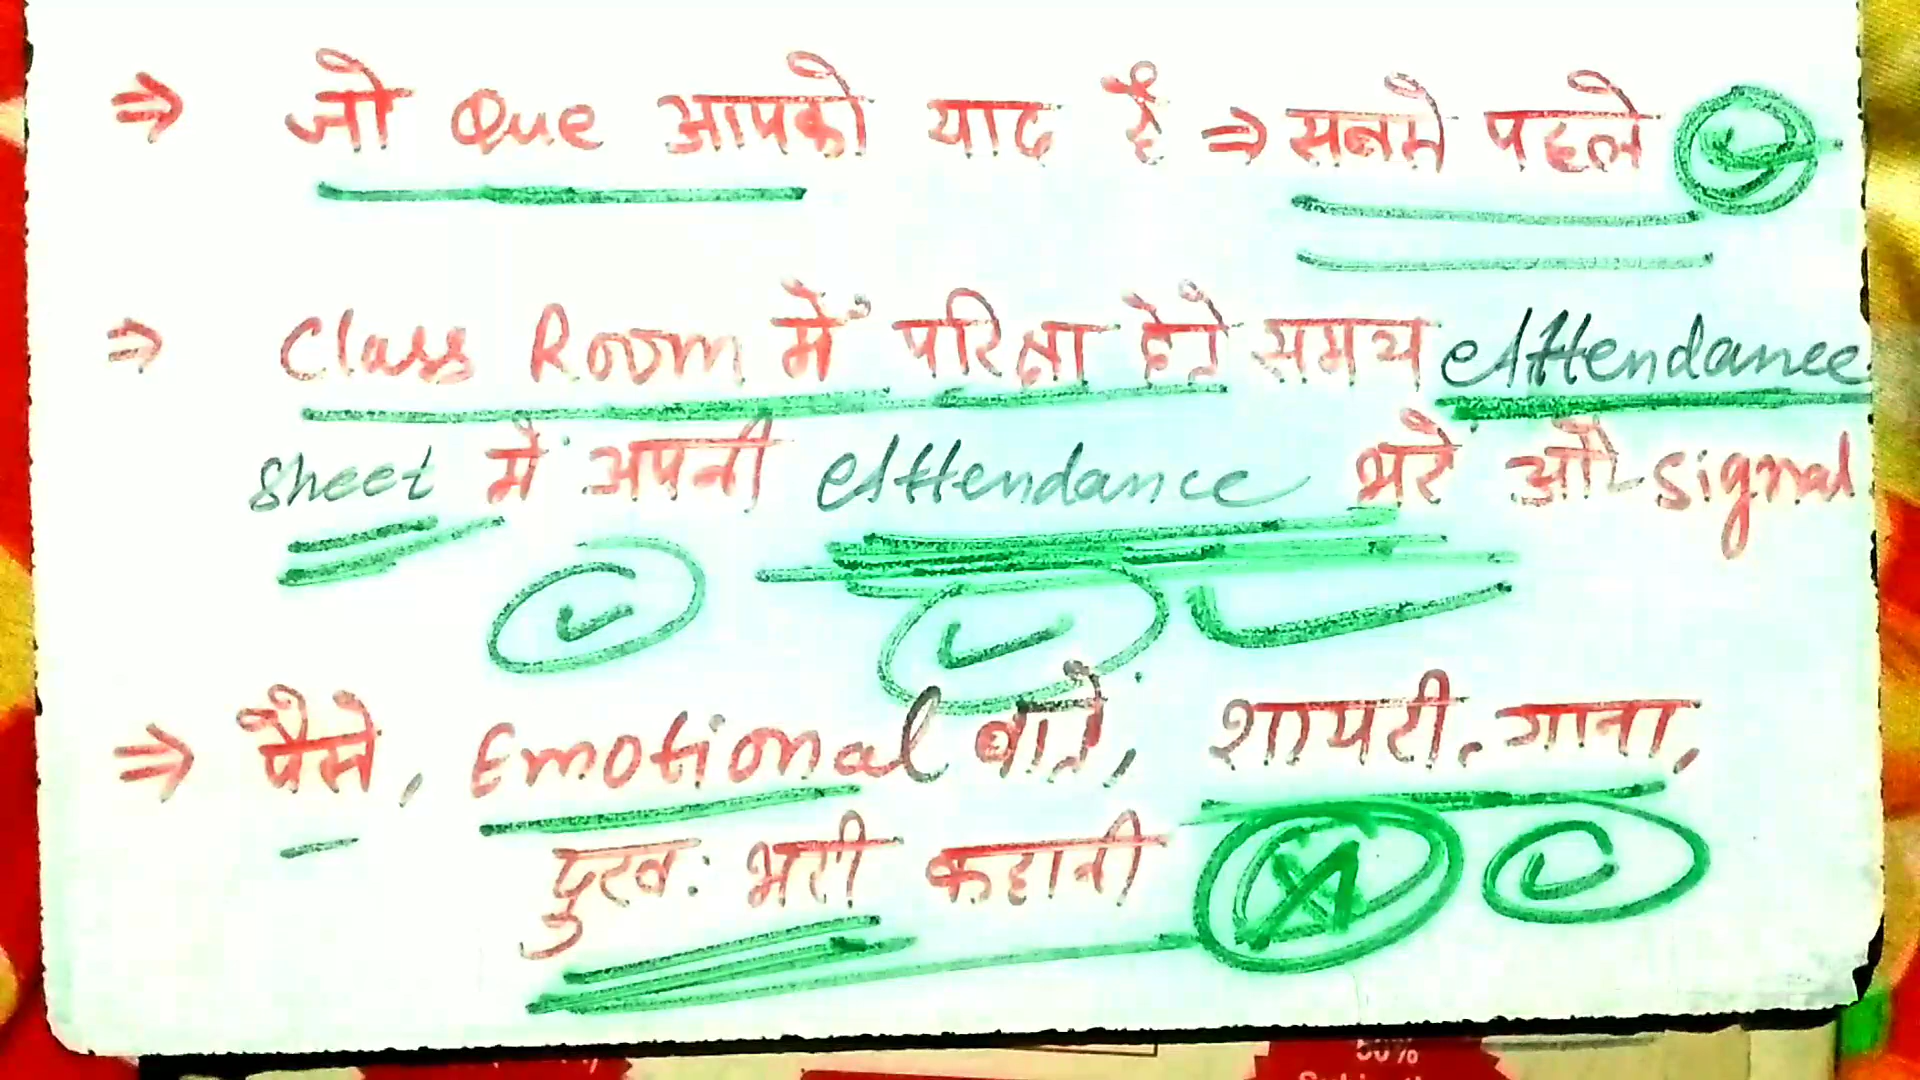 ⇒ जो Que आपको याद है ⇒ सबसे पहले
⇒ Class Room में परिक्षा देते समय Attendance
Sheet में अपनी Attendance भरें और signal
⇒ पैसे, Emotional बाते, शायरी, गाना,
दुख: भरी कहानी
50%